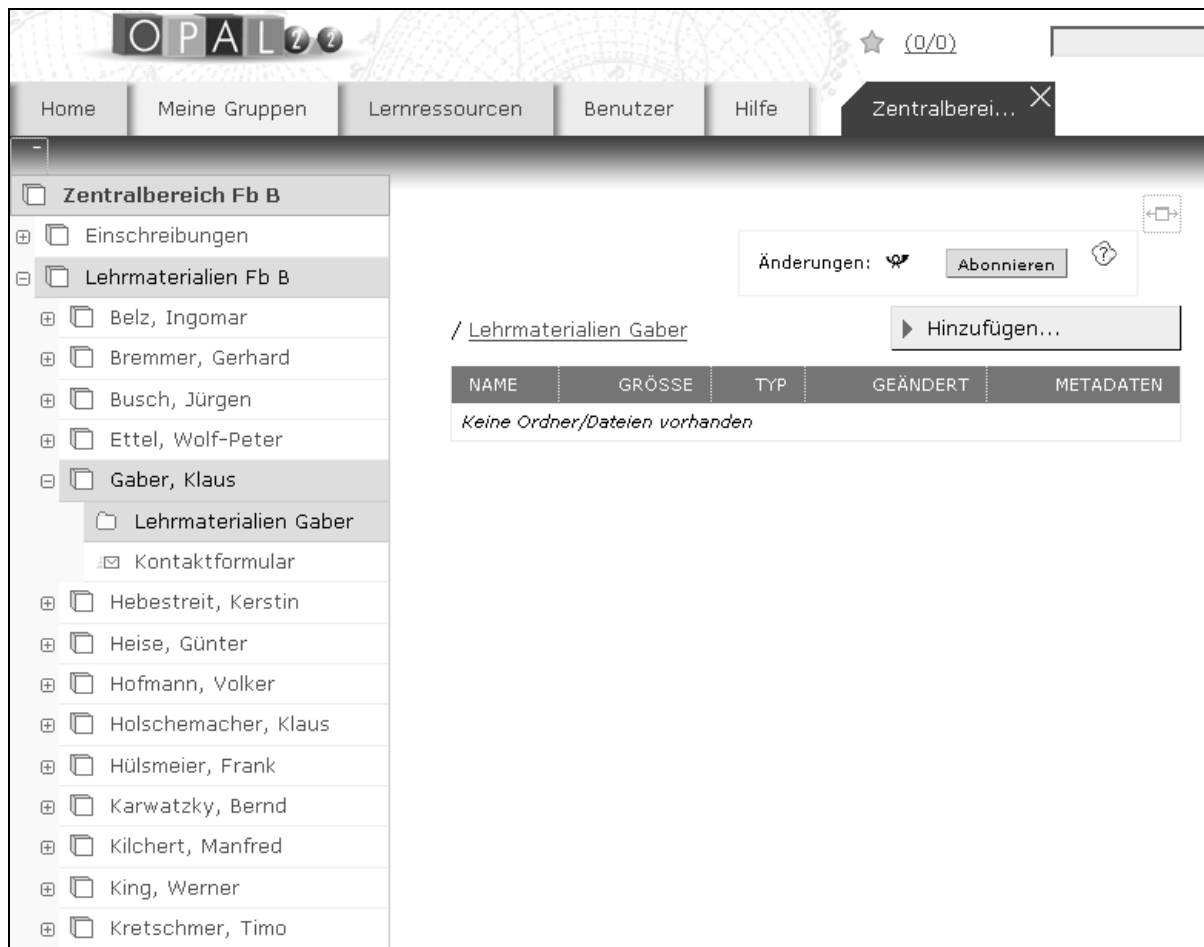 OPAL 2 2
(0/0)
Home Meine Gruppen Lernressourcen Benutzer Hilfe Zentralberei...
Zentralbereich Fb B
Einschreibungen
Lehrmaterialien Fb B
Belz, Ingomar
Bremmer, Gerhard
Busch, Jürgen
Ettel, Wolf-Peter
Gaber, Klaus
Lehrmaterialien Gaber
Kontaktformular
Hebestreit, Kerstin
Heise, Günter
Hofmann, Volker
Holschemacher, Klaus
Hülsmeier, Frank
Karwatzky, Bernd
Kilchert, Manfred
King, Werner
Kretschmer, Timo
Änderungen: Abonnieren
/ Lehrmaterialien Gaber Hinzufügen...
NAME GRÖSSE TYP GEÄNDERT METADATEN
Keine Ordner/Dateien vorhanden